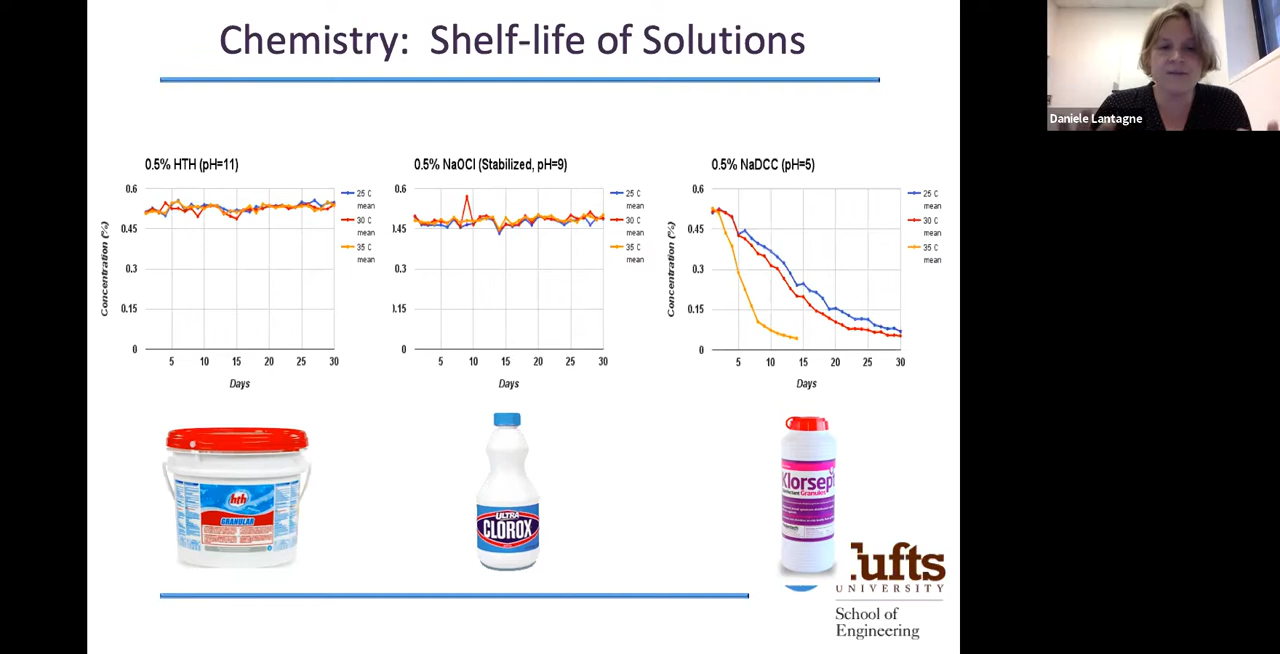 Chemistry: Shelf-life of Solutions
Daniele Lantagne
0.5% HTH (pH=11)
0.6
0.45
0.3
0.15
0
Concentration (%)
5
10
15
20
25
30
Days
25 C
mean
30 C
mean
35 C
mean
0.5% NaOCl (Stabilized, pH=9)
0.6
0.45
0.3
0.15
0
5
10
15
20
25
30
Days
25 C
mean
30 C
mean
35 C
mean
0.5% NaDCC (pH=5)
0.6
0.45
0.3
0.15
0
Concentration (%)
5
10
15
20
25
30
Days
25 C
mean
30 C
mean
35 C
mean
hth
GRANULAR
ULTRA
CLOROX
Klorsept
Granules
Tufts
UNIVERSITY
School of
Engineering